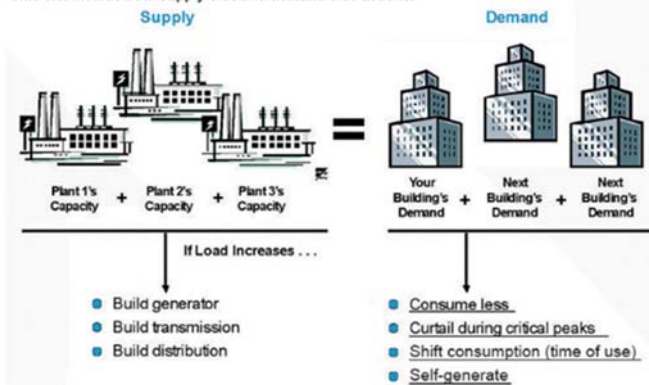 Supply
Demand
=
Plant 1's Capacity + Plant 2's Capacity + Plant 3's Capacity
Your Building's Demand + Next Building's Demand + Next Building's Demand
If Load Increases . . .
Build generator
Build transmission
Build distribution
Consume less
Curtail during critical peaks
Shift consumption (time of use)
Self-generate